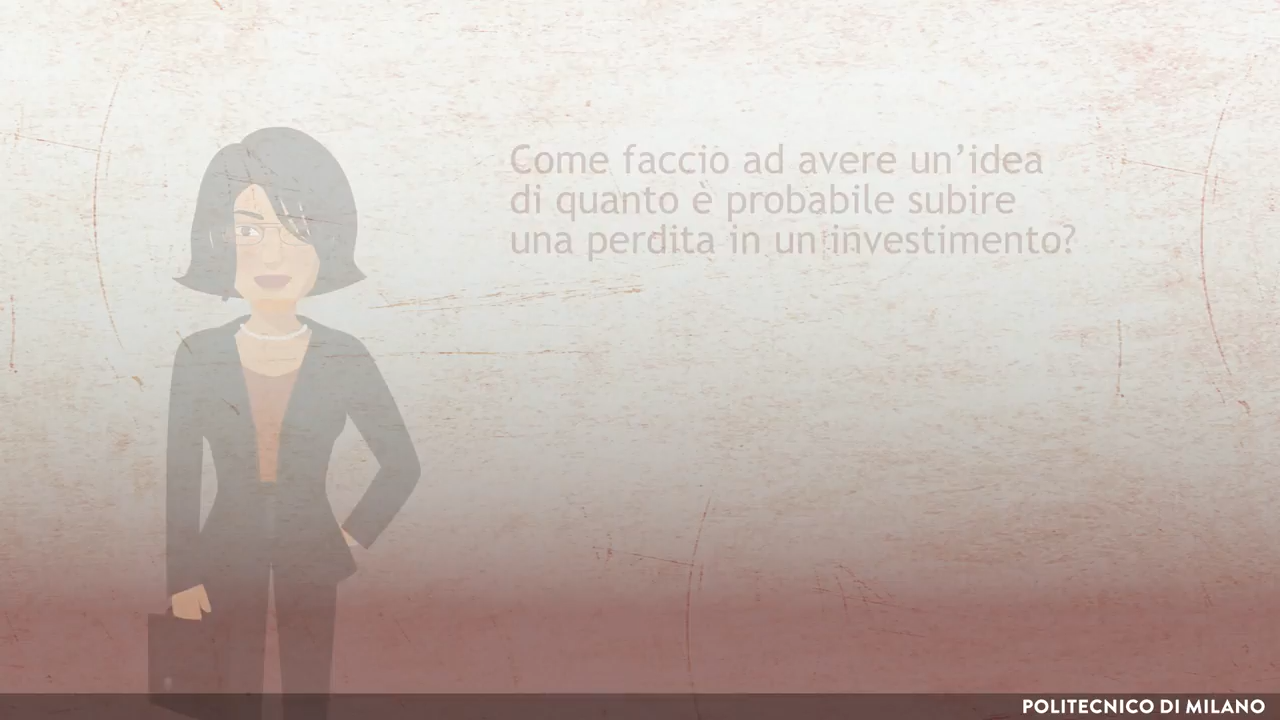 Come faccio ad avere un’idea
di quanto è probabile subire
una perdita in un investimento?
POLITECNICO DI MILANO